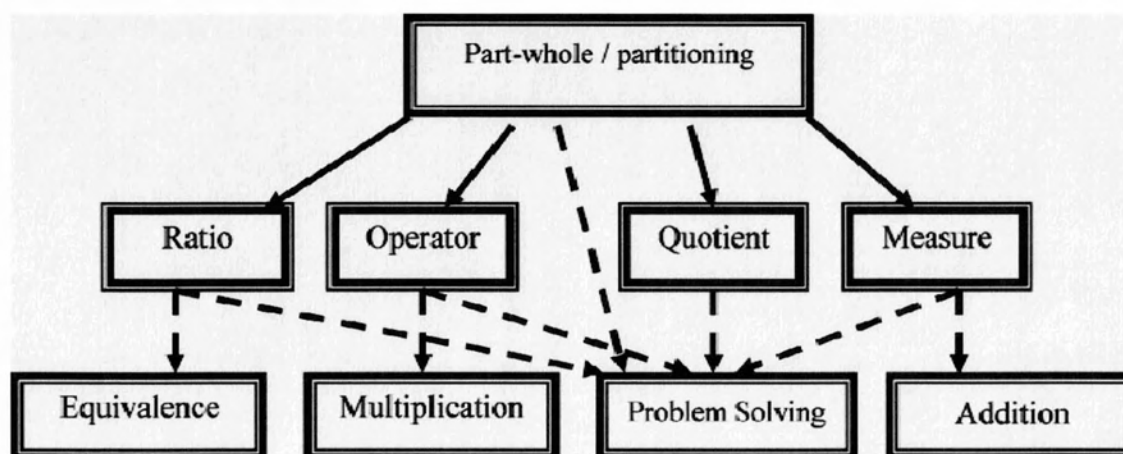 Part-whole / partitioning
Ratio
Operator
Quotient
Measure
Equivalence
Multiplication
Problem Solving
Addition